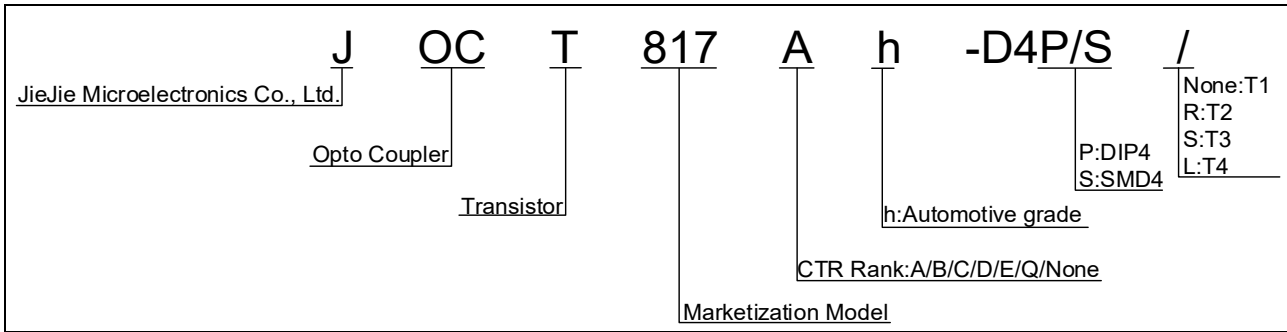 J OC T 817 A h -D4P/S /
JieJie Microelectronics Co., Ltd.
None:T1
R:T2
S:T3
L:T4
Opto Coupler
P:DIP4
S:SMD4
Transistor
h:Automotive grade
CTR Rank:A/B/C/D/E/Q/None
Marketization Model